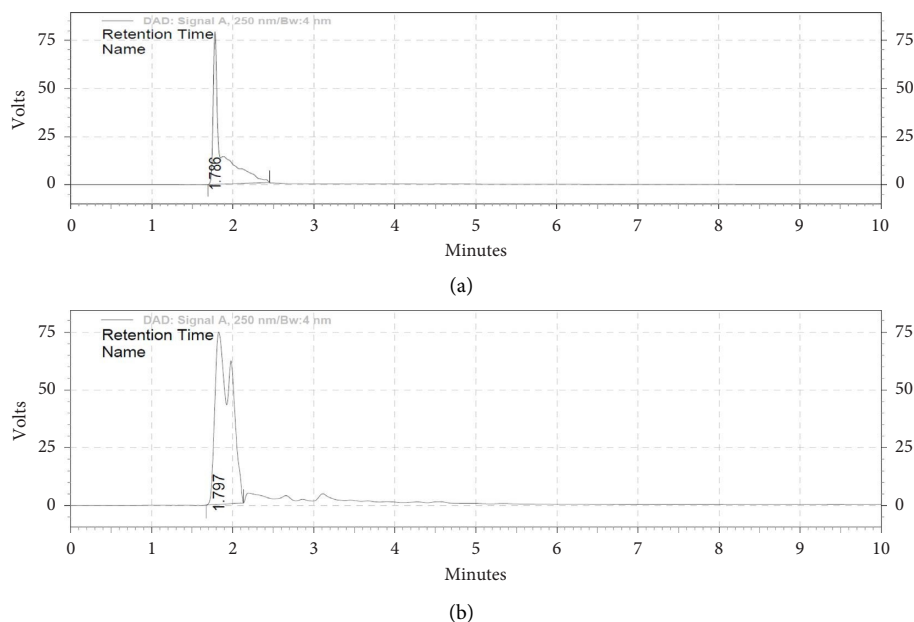 DAD: Signal A, 250 nm/Bw:4 nm
Retention Time
Name
75
50
25
0
75
50
25
0
Volts
1.786
0 1 2 3 4 5 6 7 8 9 10
Minutes
(a)
DAD: Signal A, 250 nm/Bw:4 nm
Retention Time
Name
75
50
25
0
75
50
25
0
Volts
1.797
0 1 2 3 4 5 6 7 8 9 10
Minutes
(b)